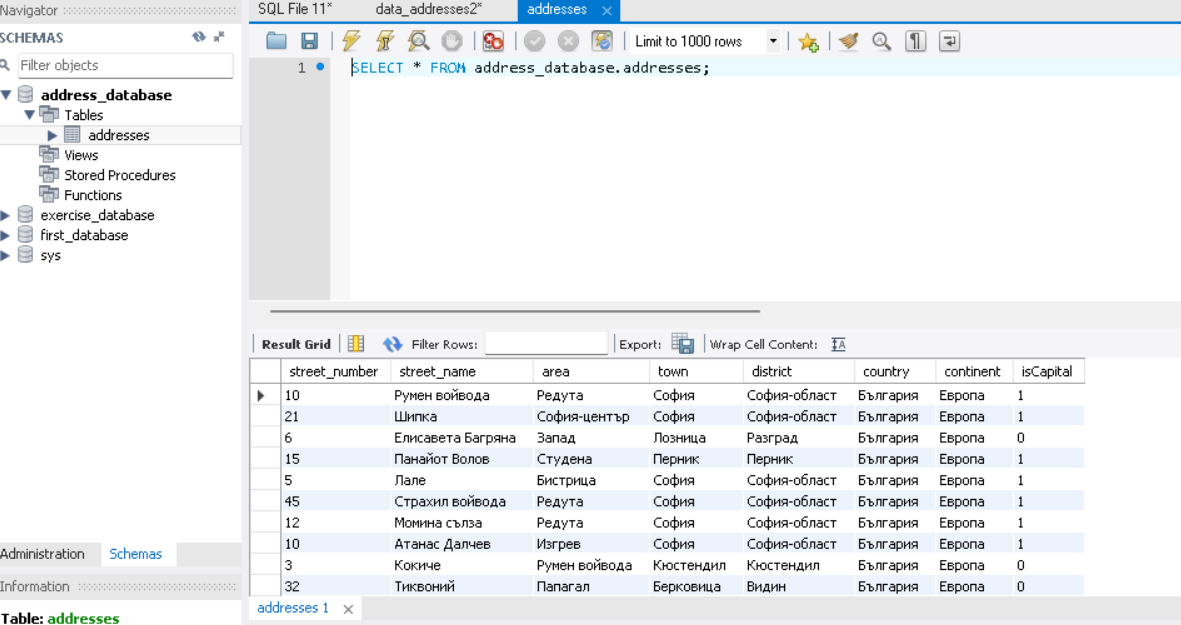 Navigator
SCHEMAS
Filter objects
address_database
Tables
addresses
Views
Stored Procedures
Functions
exercise_database
first_database
sys
Administration Schemas
Information
Table: addresses
SQL File 11* data_addresses2* addresses
Limit to 1000 rows
1 SELECT * FROM address_database.addresses;
Result Grid Filter Rows: Export: Wrap Cell Content:
street_number street_name area town district country continent isCapital
10 Румен войвода Редута София София-област България Европа 1
21 Шипка София-център София София-област България Европа 1
6 Елисавета Багряна Запад Лозница Разград България Европа 0
15 Панайот Волов Студена Перник Перник България Европа 1
5 Лале Бистрица София София-област България Европа 1
45 Страхил войвода Редута София София-област България Европа 1
12 Момина сълза Редута София София-област България Европа 1
10 Атанас Далчев Изгрев София София-област България Европа 1
3 Кокиче Румен войвода Кюстендил Кюстендил България Европа 0
32 Тиквоний Папагал Берковица Видин България Европа 0
addresses 1